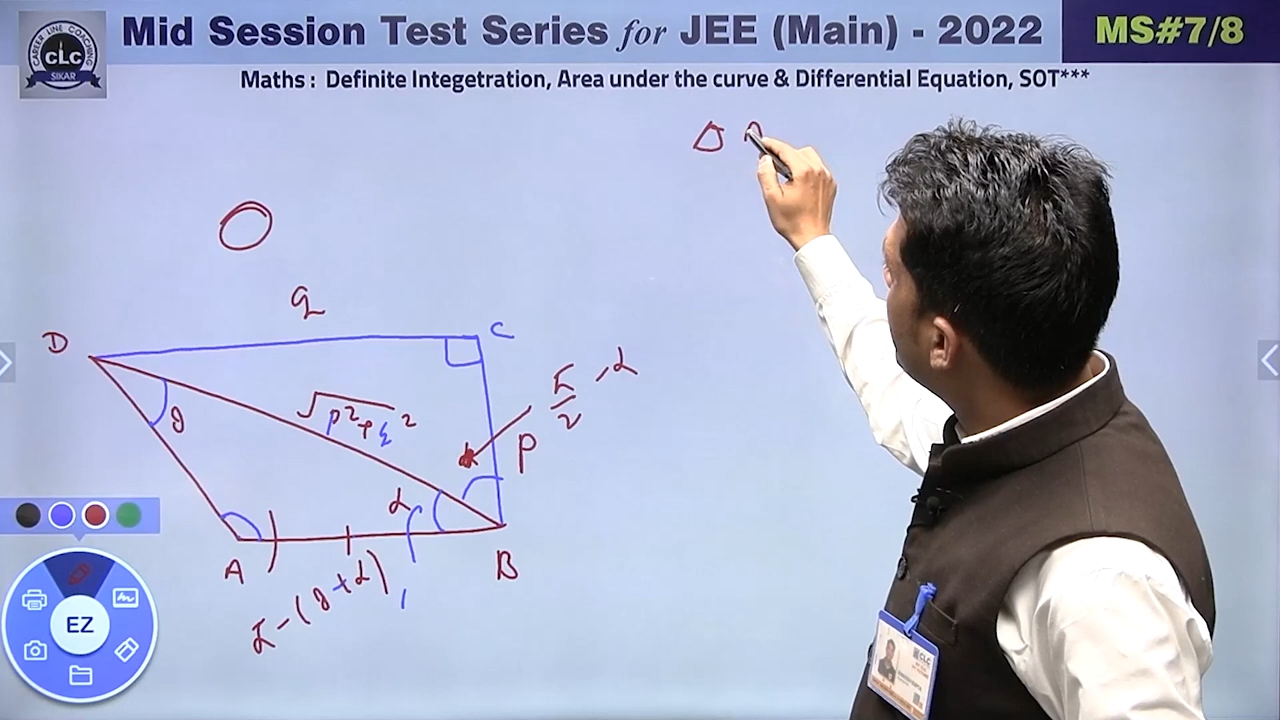 Mid Session Test Series for JEE (Main) - 2022
MS#7/8
CAREER LINE COACHING
CLC
SIKAR
Maths : Definite Integetration, Area under the curve & Differential Equation, SOT***
q
D
C
√p²+q²
π/2 - α
θ
p
α
A
B
π-(θ+α)
EZ
CLC